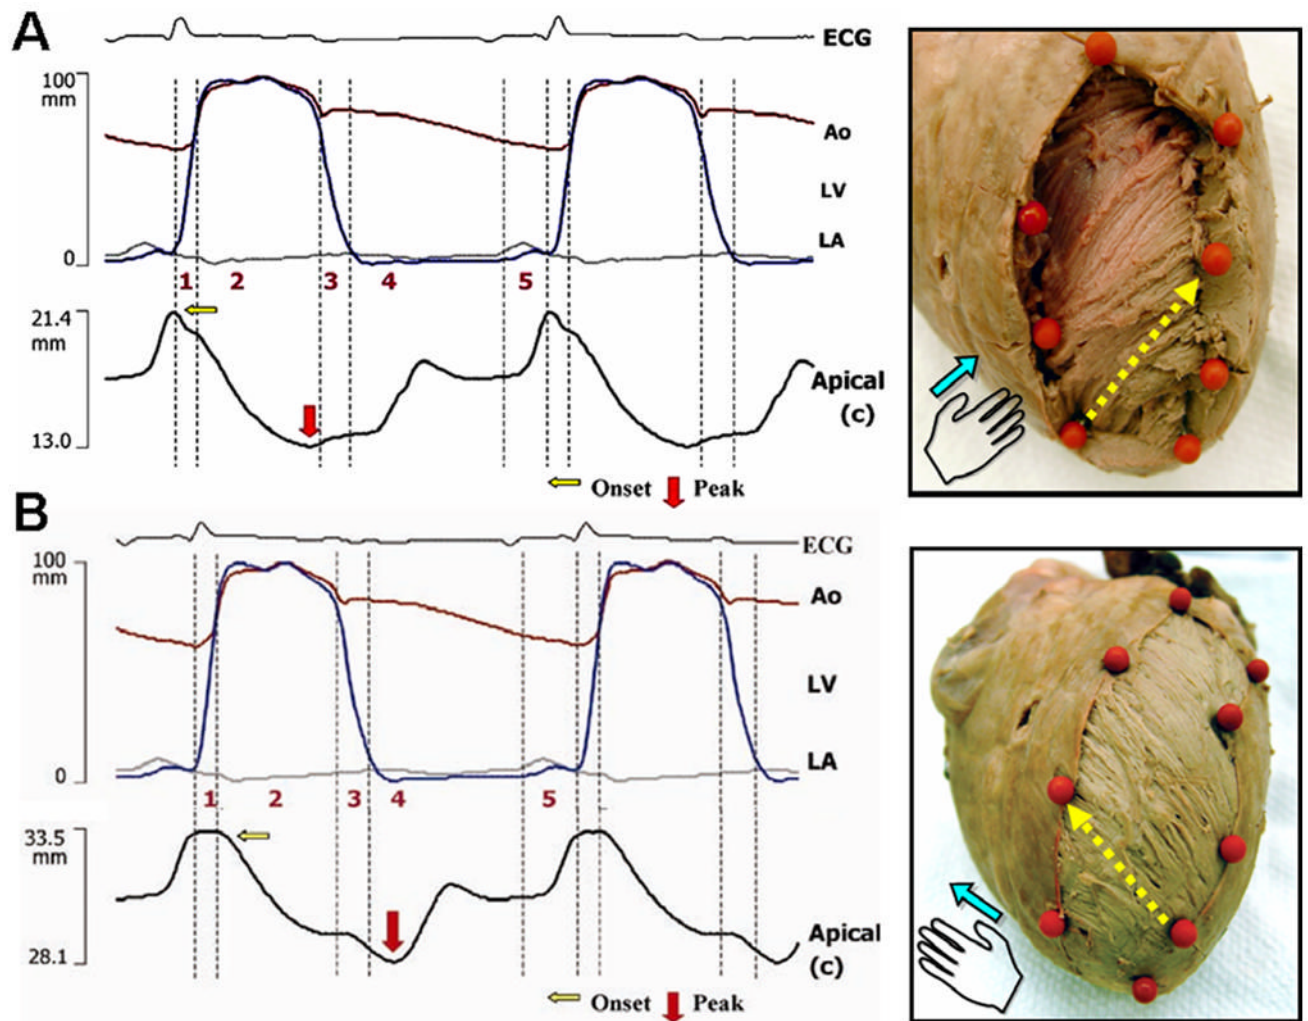 A
ECG
100
mm
Ao
LV
LA
0
1 2 3 4 5
21.4
mm
Apical
(c)
13.0
Onset Peak
B
ECG
100
mm
Ao
LV
LA
0
1 2 3 4 5
33.5
mm
Apical
(c)
28.1
Onset Peak